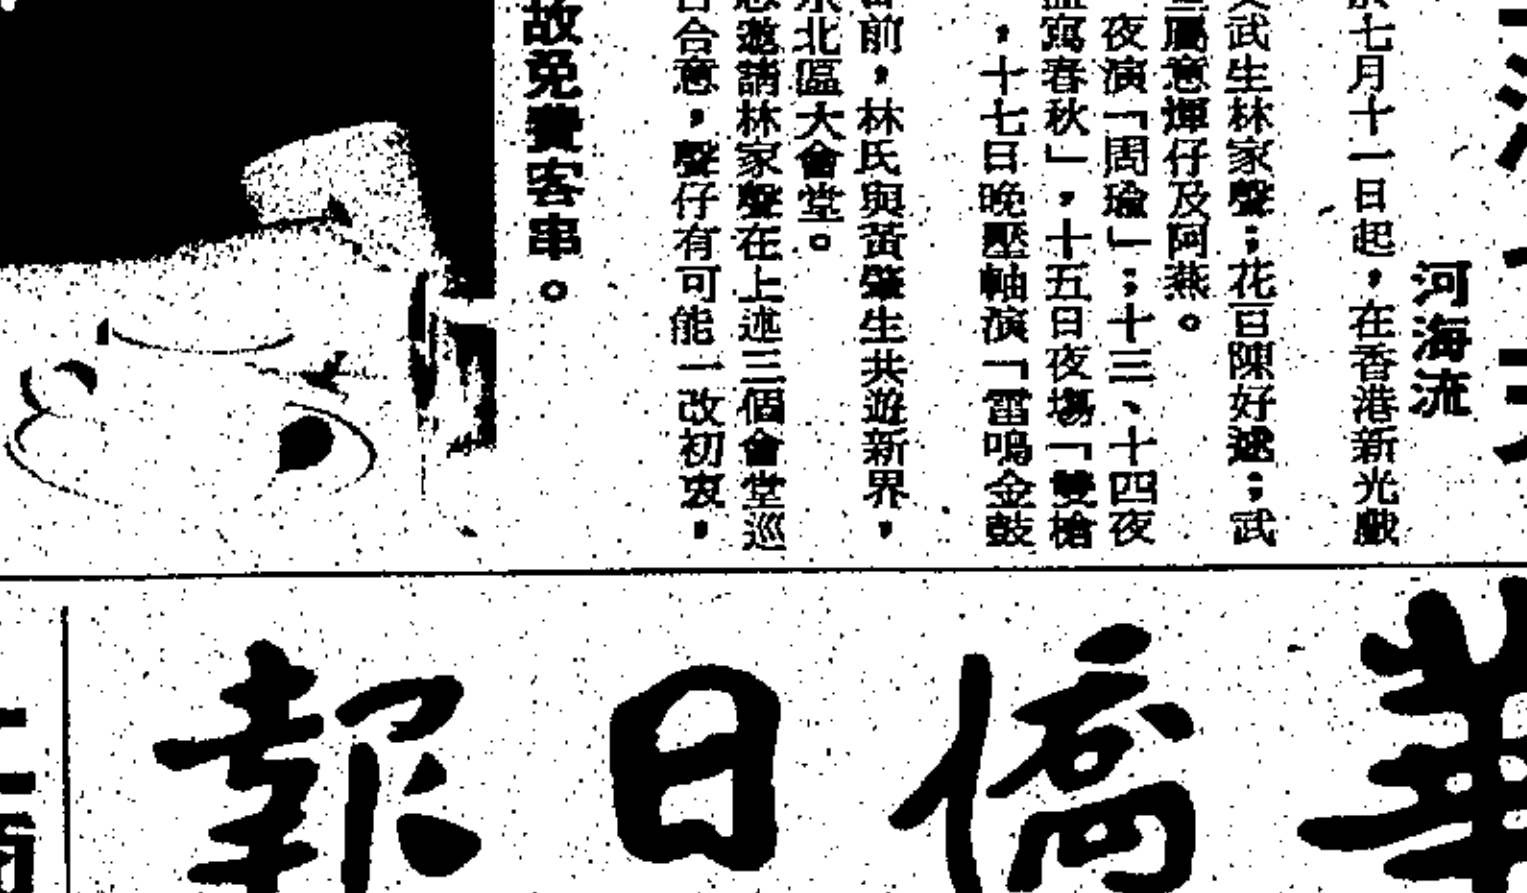 河海流
七月十一日起，在香港新光戲
武生林家聲；花旦陳好逑；武
屬意輝仔及阿燕。
夜演「周瑜」；十三、十四夜
寫春秋」，十五日夜場「雙槍
，十七日晚壓軸演「雷鳴金鼓
前，林氏與黃肇生共遊新界，
北區大會堂。
邀請林家聲在上述三個會堂巡
合意，聲仔有可能一改初衷，
故免費客串。
華僑日報